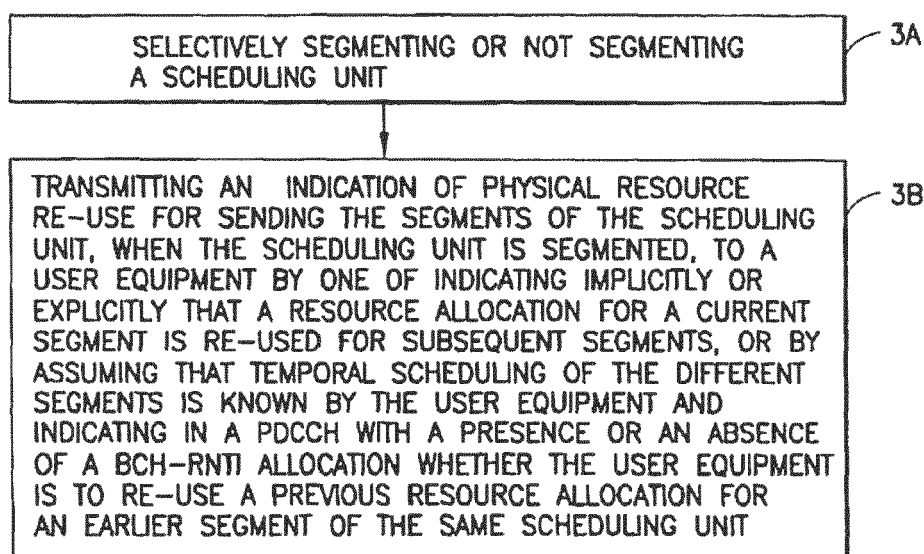 SELECTIVELY SEGMENTING OR NOT SEGMENTING
A SCHEDULING UNIT
3A
TRANSMITTING AN INDICATION OF PHYSICAL RESOURCE
RE-USE FOR SENDING THE SEGMENTS OF THE SCHEDULING
UNIT, WHEN THE SCHEDULING UNIT IS SEGMENTED, TO A
USER EQUIPMENT BY ONE OF INDICATING IMPLICITLY OR
EXPLICITLY THAT A RESOURCE ALLOCATION FOR A CURRENT
SEGMENT IS RE-USED FOR SUBSEQUENT SEGMENTS, OR BY
ASSUMING THAT TEMPORAL SCHEDULING OF THE DIFFERENT
SEGMENTS IS KNOWN BY THE USER EQUIPMENT AND
INDICATING IN A PDCCH WITH A PRESENCE OR AN ABSENCE
OF A BCH-RNTI ALLOCATION WHETHER THE USER EQUIPMENT
IS TO RE-USE A PREVIOUS RESOURCE ALLOCATION FOR
AN EARLIER SEGMENT OF THE SAME SCHEDULING UNIT
3B